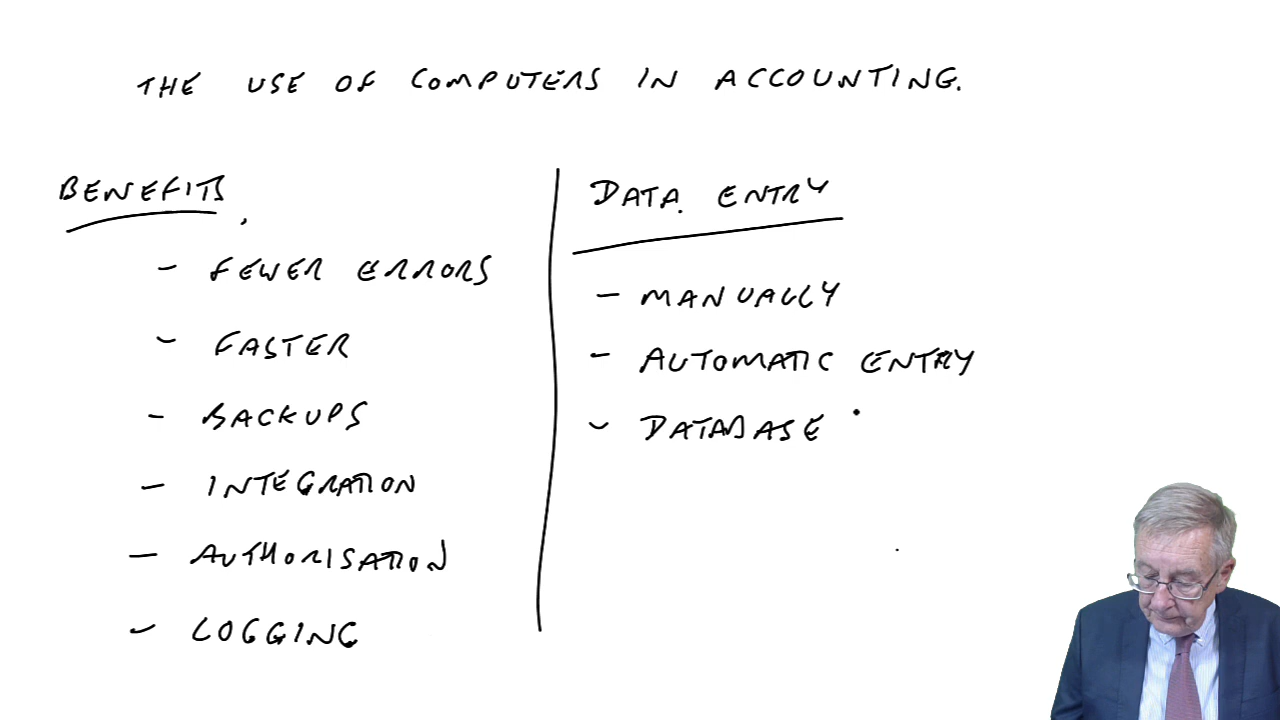 THE USE OF COMPUTERS IN ACCOUNTING.
BENEFITS
- FEWER ERRORS
- FASTER
- BACKUPS
- INTEGRATION
- AUTHORISATION
- LOGGING
DATA ENTRY
- MANUALLY
- AUTOMATIC ENTRY
- DATABASE